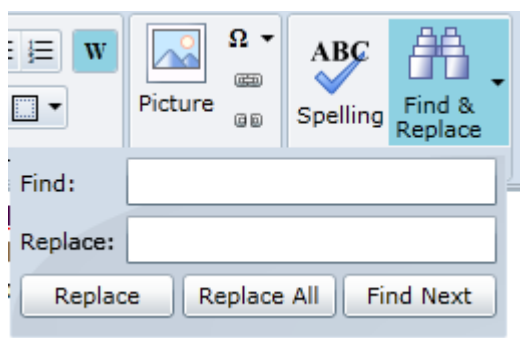 W
Ω
Picture
ABC
Spelling
Find &
Replace
Find:
Replace:
Replace Replace All Find Next